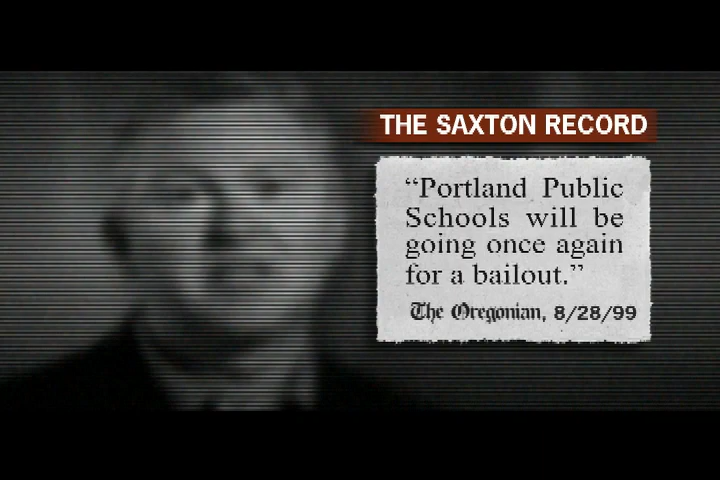 THE SAXTON RECORD
“Portland Public
Schools will be
going once again
for a bailout.”
The Oregonian, 8/28/99